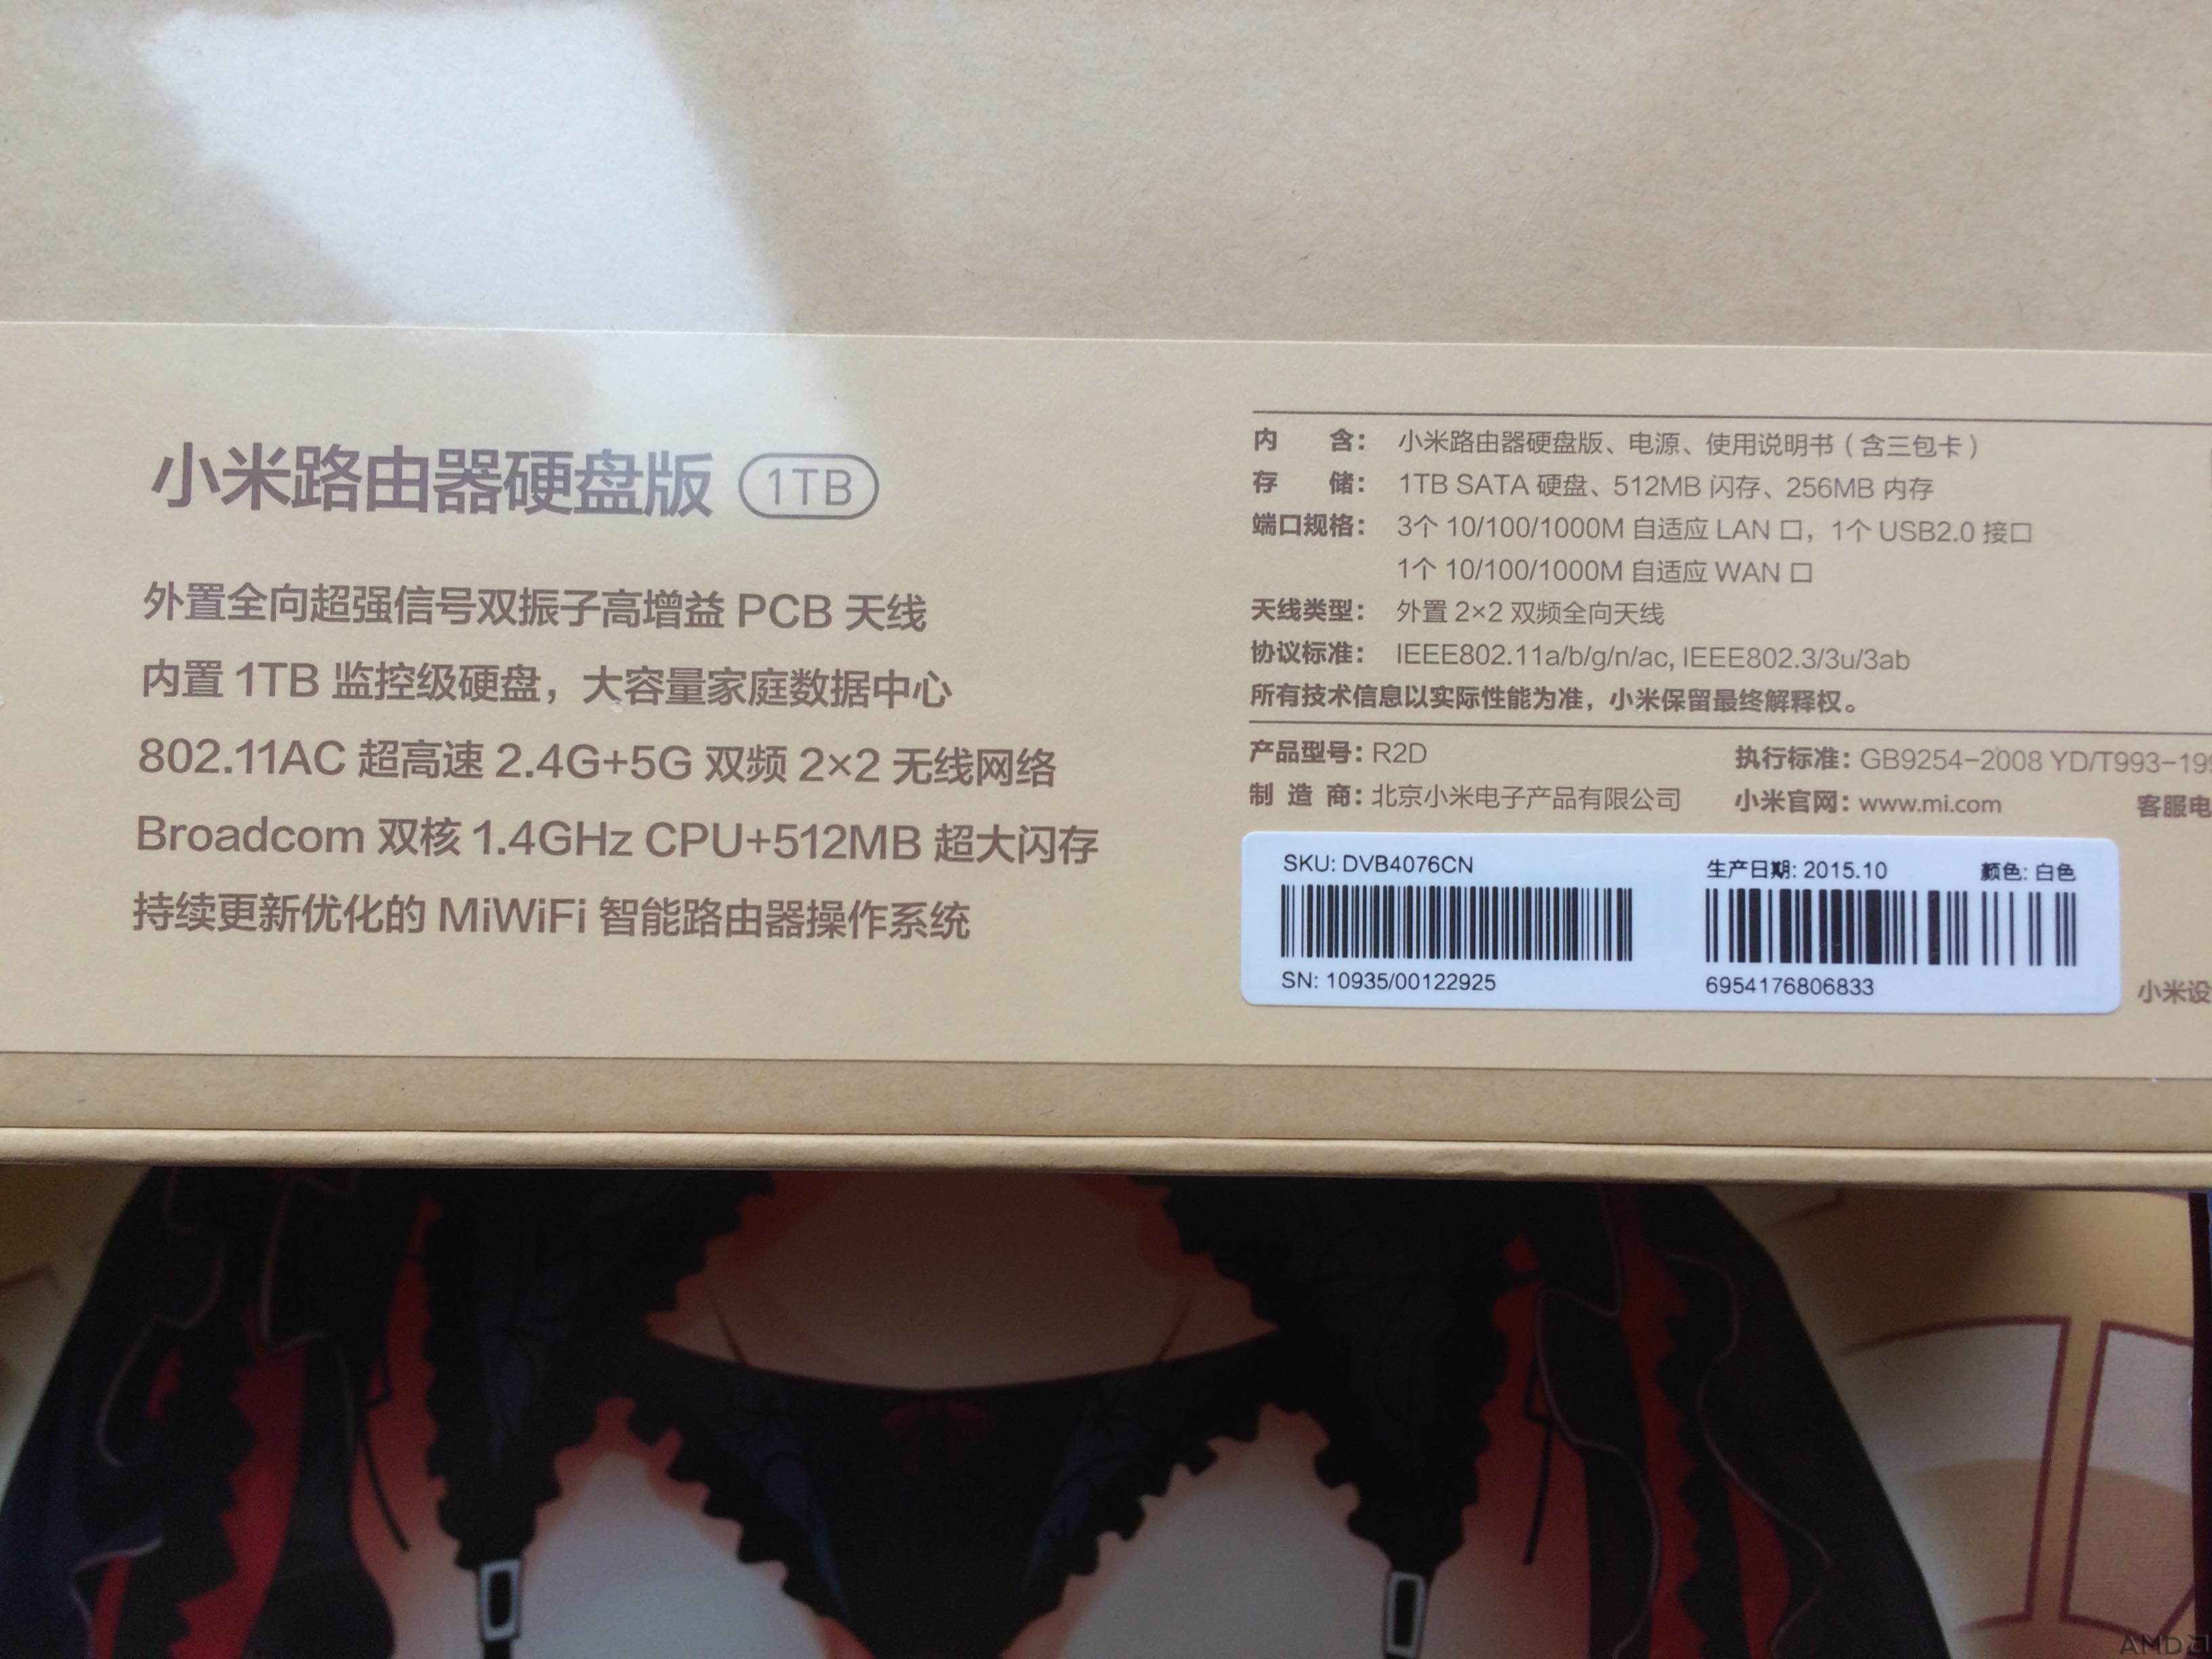 小米路由器硬盘版 1TB
外置全向超强信号双振子高增益 PCB 天线
内置 1TB 监控级硬盘，大容量家庭数据中心
802.11AC 超高速 2.4G+5G 双频 2×2 无线网络
Broadcom 双核 1.4GHz CPU+512MB 超大闪存
持续更新优化的 MiWiFi 智能路由器操作系统
内 含： 小米路由器硬盘版、电源、使用说明书（含三包卡）
存 储： 1TB SATA 硬盘、512MB 闪存、256MB 内存
端口规格： 3个 10/100/1000M 自适应 LAN 口，1个 USB2.0 接口
1个 10/100/1000M 自适应 WAN 口
天线类型： 外置 2×2 双频全向天线
协议标准： IEEE802.11a/b/g/n/ac, IEEE802.3/3u/3ab
所有技术信息以实际性能为准，小米保留最终解释权。
产品型号：R2D 执行标准：GB9254-2008 YD/T993-199
制 造 商：北京小米电子产品有限公司 小米官网：www.mi.com 客服电
SKU: DVB4076CN 生产日期: 2015.10 颜色: 白色
SN: 10935/00122925 6954176806833
小米设
AMD